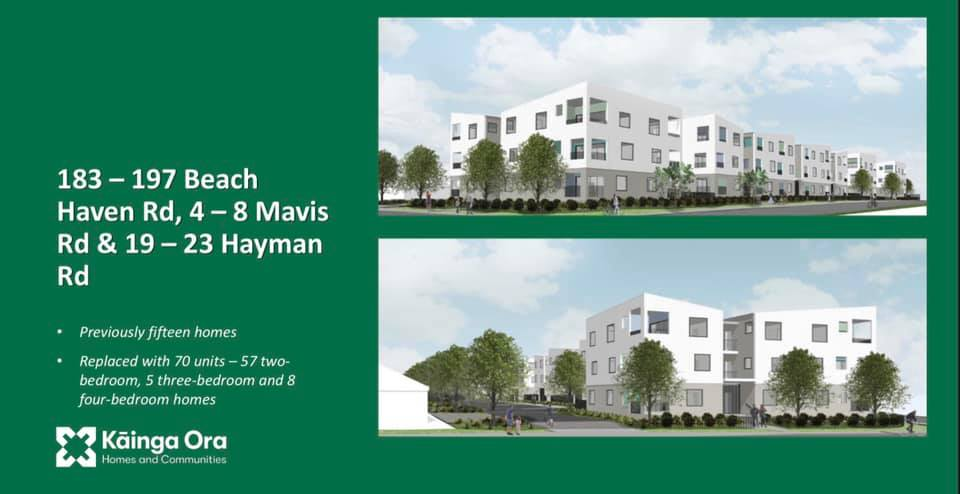 183 – 197 Beach
Haven Rd, 4 – 8 Mavis
Rd & 19 – 23 Hayman
Rd
• Previously fifteen homes
• Replaced with 70 units – 57 two-
bedroom, 5 three-bedroom and 8
four-bedroom homes
Kāinga Ora
Homes and Communities